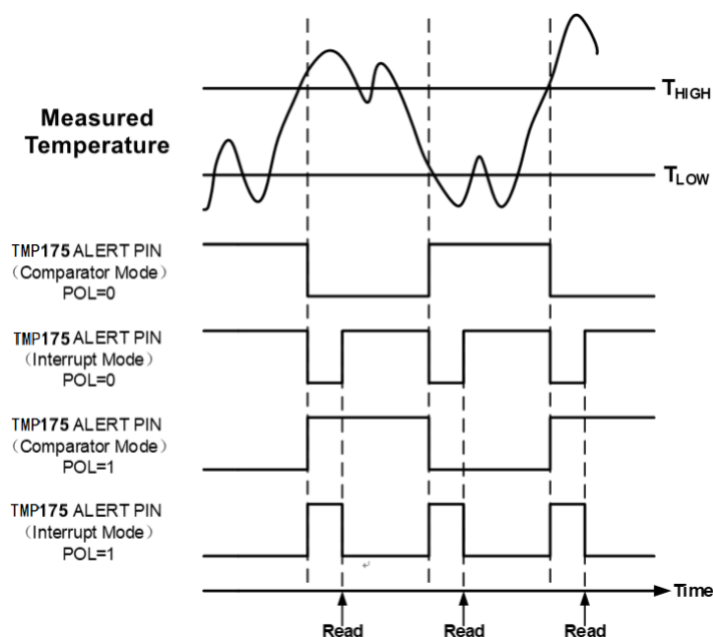 Measured
Temperature
THIGH
TLOW
TMP175 ALERT PIN
（Comparator Mode）
POL=0
TMP175 ALERT PIN
（Interrupt Mode）
POL=0
TMP175 ALERT PIN
（Comparator Mode）
POL=1
TMP175 ALERT PIN
（Interrupt Mode）
POL=1
Time
Read Read Read